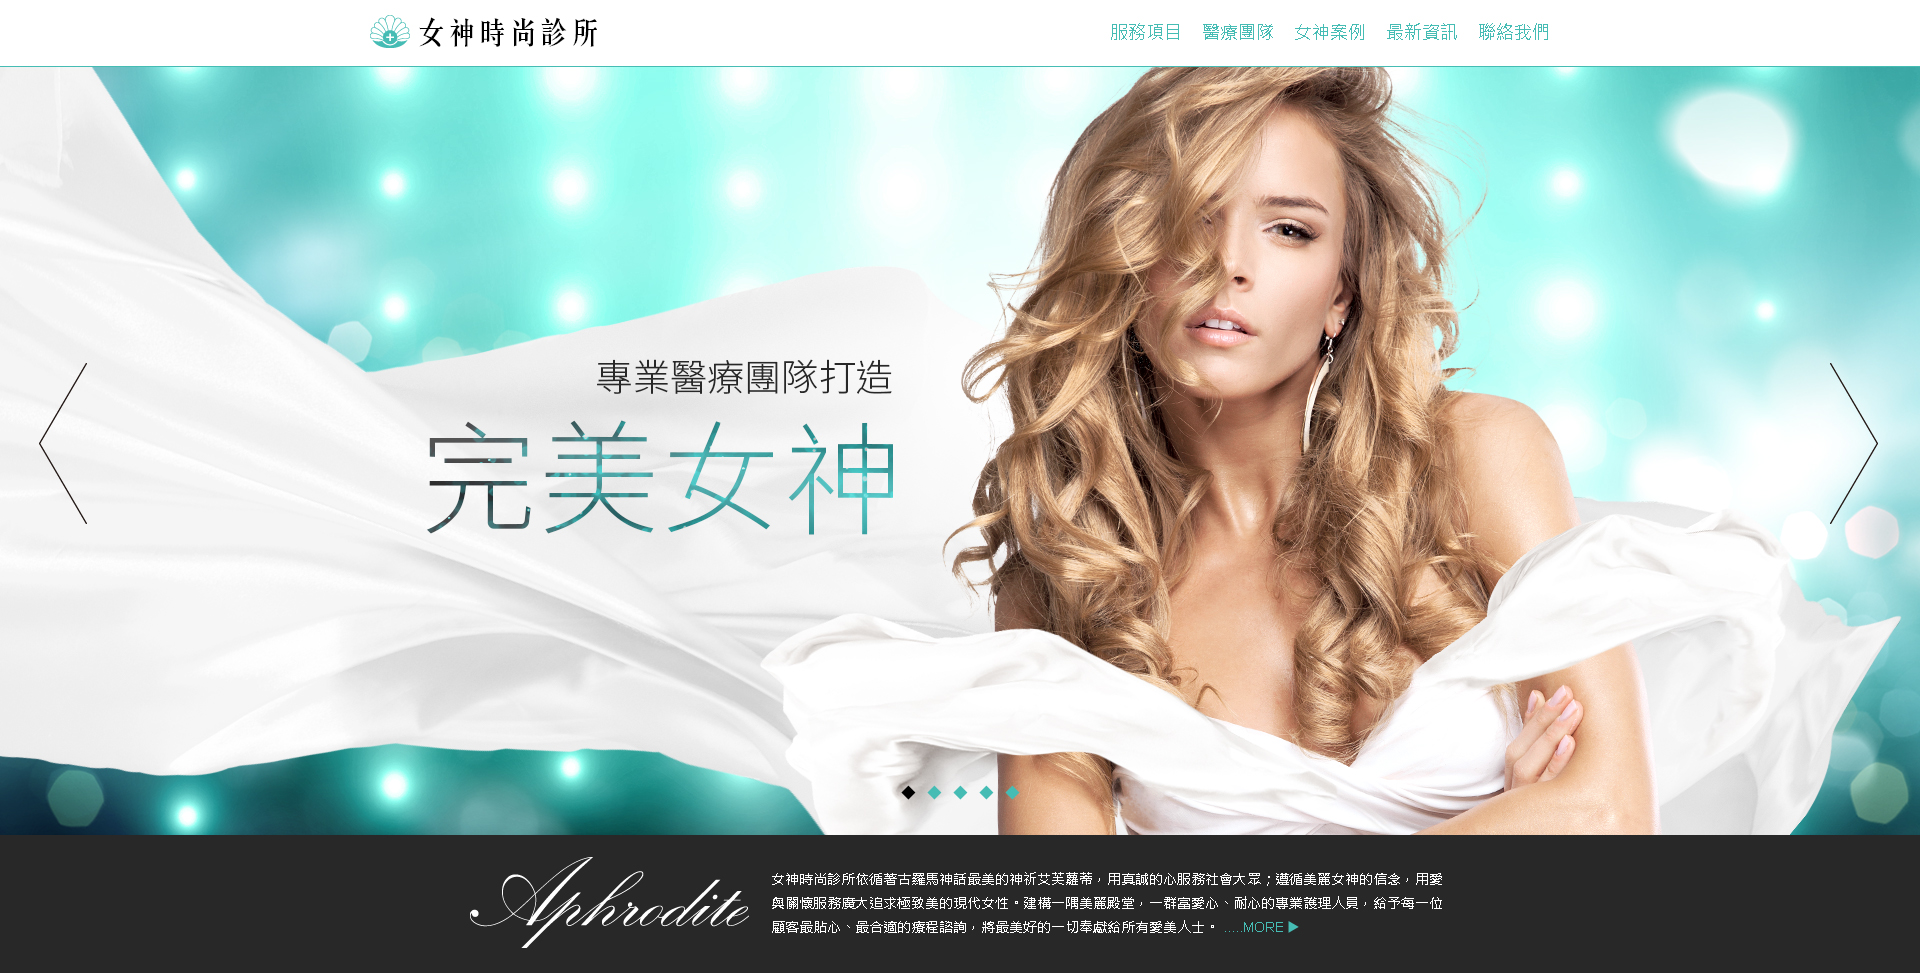 女神時尚診所
服務項目 醫療團隊 女神案例 最新資訊 聯絡我們
專業醫療團隊打造
完美女神
Aphrodite
女神時尚診所依循著古羅馬神話最美的神祈艾芙蘿蒂，用真誠的心服務社會大眾；遵循美麗女神的信念，用愛
與關懷服務廣大追求極致美的現代女性。建構一隅美麗殿堂，一群富愛心、耐心的專業護理人員，給予每一位
顧客最貼心、最合適的療程諮詢，將最美好的一切奉獻給所有愛美人士。 .....MORE ▶